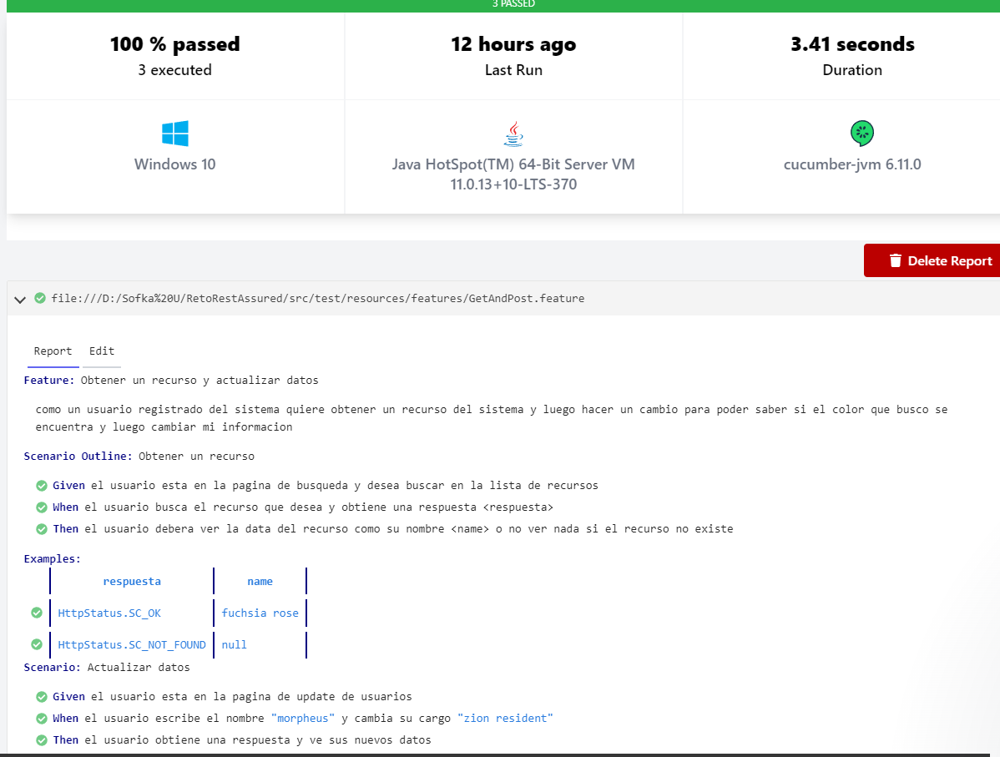 3 PASSED
100 % passed
3 executed
12 hours ago
Last Run
3.41 seconds
Duration
Windows 10
Java HotSpot(TM) 64-Bit Server VM
11.0.13+10-LTS-370
cucumber-jvm 6.11.0
Delete Report
file:///D:/Sofka%20U/RetoRestAssured/src/test/resources/features/GetAndPost.feature
Report Edit
Feature: Obtener un recurso y actualizar datos
como un usuario registrado del sistema quiere obtener un recurso del sistema y luego hacer un cambio para poder saber si el color que busco se
encuentra y luego cambiar mi informacion
Scenario Outline: Obtener un recurso
Given el usuario esta en la pagina de busqueda y desea buscar en la lista de recursos
When el usuario busca el recurso que desea y obtiene una respuesta <respuesta>
Then el usuario debera ver la data del recurso como su nombre <name> o no ver nada si el recurso no existe
Examples:
respuesta name
HttpStatus.SC_OK fuchsia rose
HttpStatus.SC_NOT_FOUND null
Scenario: Actualizar datos
Given el usuario esta en la pagina de update de usuarios
When el usuario escribe el nombre "morpheus" y cambia su cargo "zion resident"
Then el usuario obtiene una respuesta y ve sus nuevos datos